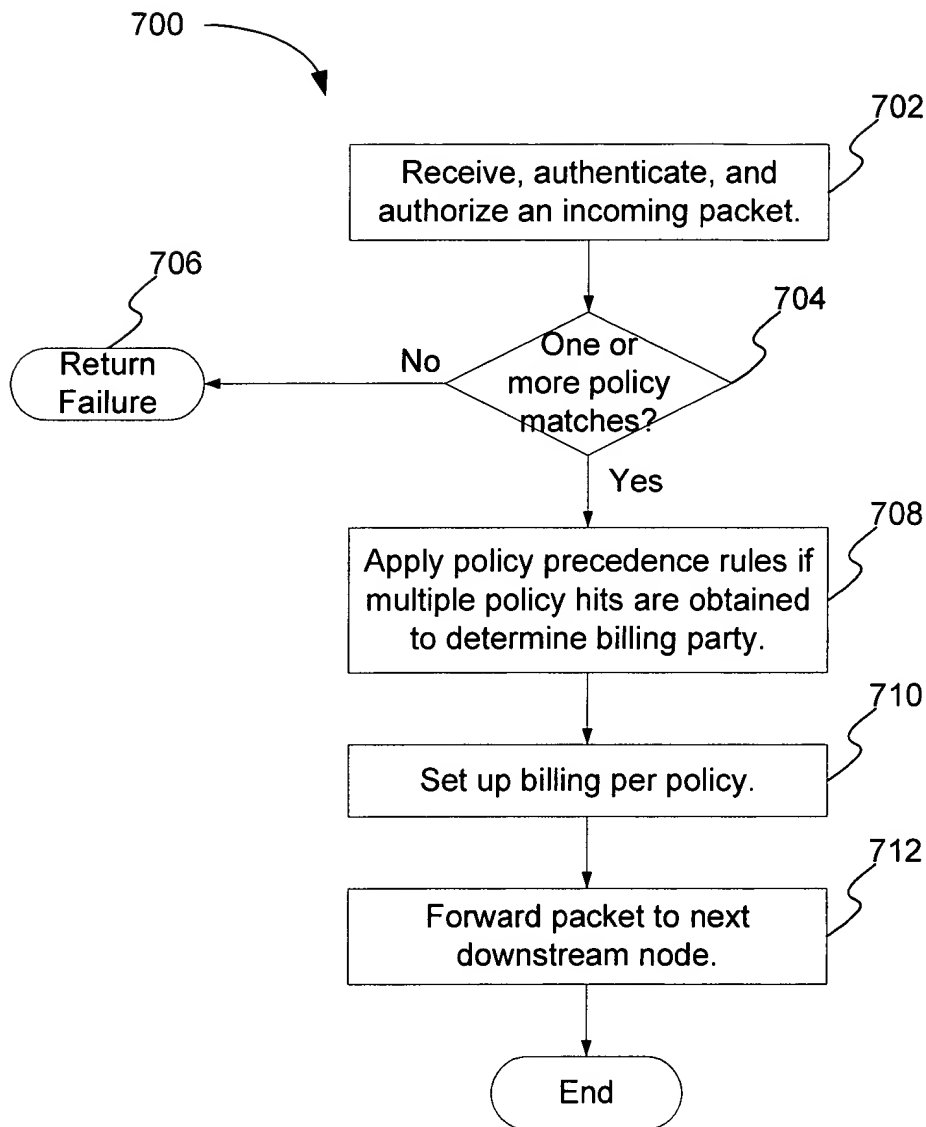 700
702
Receive, authenticate, and
authorize an incoming packet.
706
704
Return
Failure
No
One or
more policy
matches?
Yes
708
Apply policy precedence rules if
multiple policy hits are obtained
to determine billing party.
710
Set up billing per policy.
712
Forward packet to next
downstream node.
End